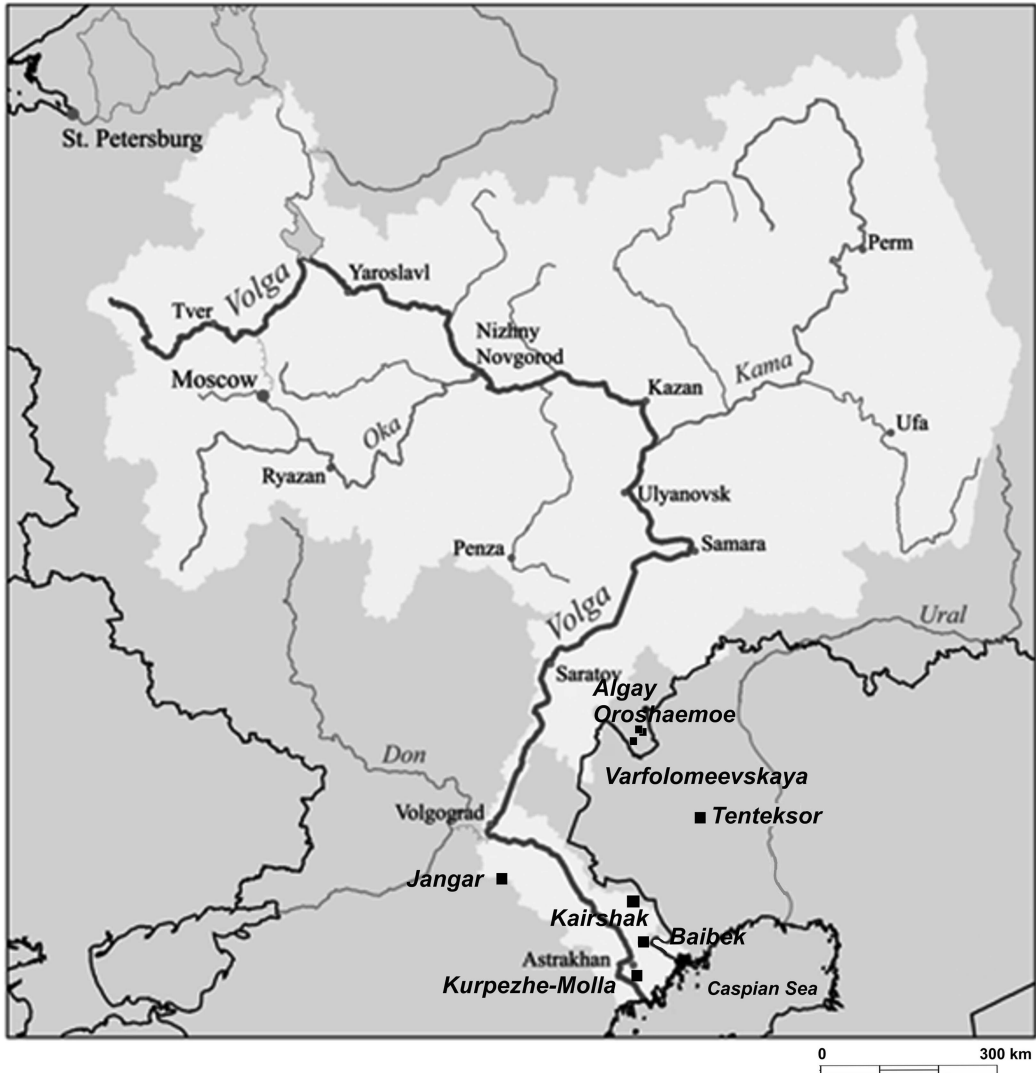 St. Petersburg
Perm
Yaroslavl
Volga
Tver
Nizhny
Novgorod
Kama
Moscow
Kazan
Oka
Ufa
Ryazan
Ulyanovsk
Penza
Samara
Volga
Ural
Saratov
Algay
Oroshaemoe
Don
Varfolomeevskaya
Volgograd
Tenteksor
Jangar
Kairshak
Baibek
Astrakhan
Kurpezhe-Molla
Caspian Sea
0 300 km